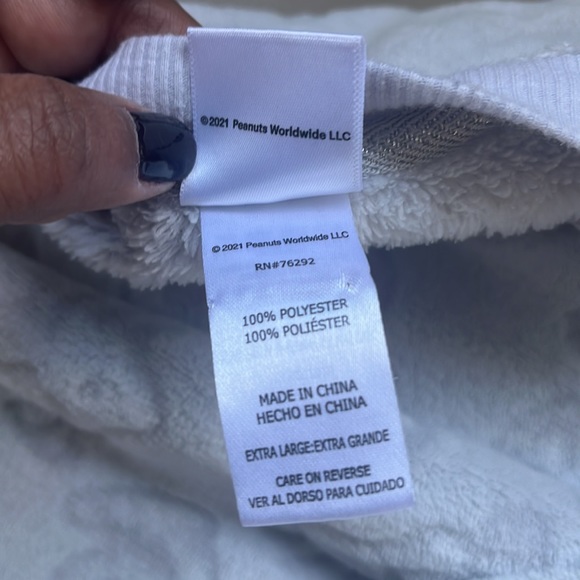 ©2021 Peanuts Worldwide LLC
©2021 Peanuts Worldwide LLC
RN#76292
100% POLYESTER
100% POLIÉSTER
MADE IN CHINA
HECHO EN CHINA
EXTRA LARGE:EXTRA GRANDE
CARE ON REVERSE
VER AL DORSO PARA CUIDADO